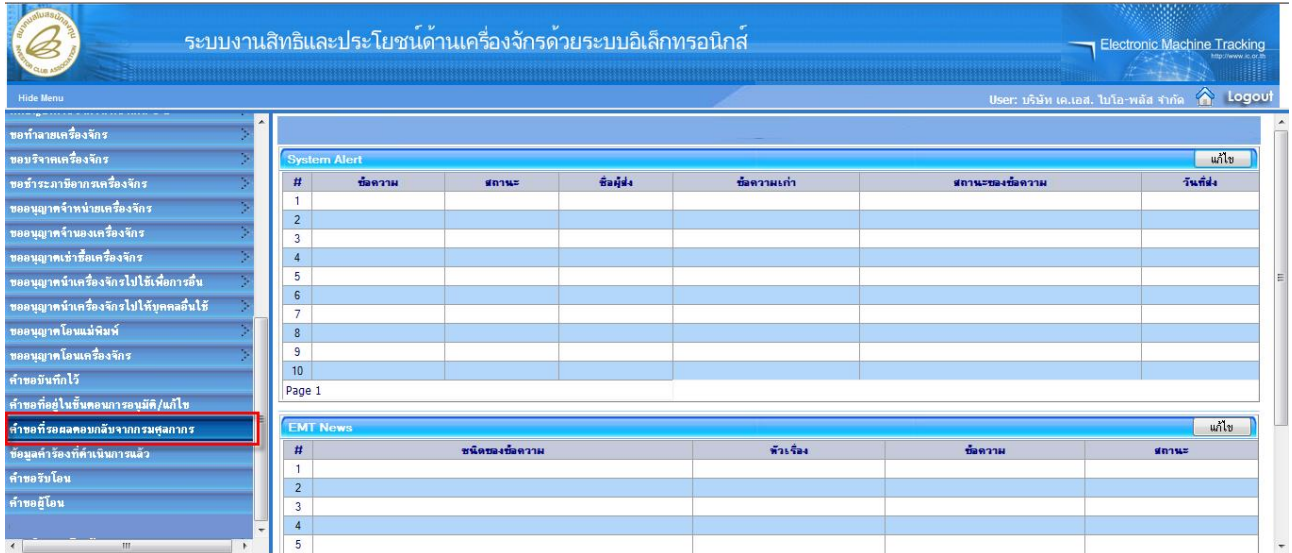 ระบบงานสิทธิและประโยชน์ด้านเครื่องจักรด้วยระบบอิเล็กทรอนิกส์
Electronic Machine Tracking
http://www.ic.or.th
Hide Menu
User: บริษัท เค.เอส. ไบโอ-พลัส จำกัด Logout
ขอทำลายเครื่องจักร
ขอบริจาคเครื่องจักร
ขอชำระภาษีอากรเครื่องจักร
ขออนุญาตจำหน่ายเครื่องจักร
ขออนุญาตจำนองเครื่องจักร
ขออนุญาตเช่าซื้อเครื่องจักร
ขออนุญาตนำเครื่องจักรไปใช้เพื่อการอื่น
ขออนุญาตนำเครื่องจักรไปให้บุคคลอื่นใช้
ขออนุญาตโอนแม่พิมพ์
ขออนุญาตโอนเครื่องจักร
คำขอบันทึกไว้
คำขอที่อยู่ในขั้นตอนการอนุมัติ/แก้ไข
คำขอที่รอผลตอบกลับจากกรมศุลกากร
ข้อมูลคำร้องที่ดำเนินการแล้ว
คำขอรับโอน
คำขอผู้โอน
System Alert แก้ไข
# ข้อความ สถานะ ชื่อผู้ส่ง ข้อความเก่า สถานะของข้อความ วันที่ส่ง
1
2
3
4
5
6
7
8
9
10
Page 1
EMT News แก้ไข
# ชนิดของข้อความ หัวเรื่อง ข้อความ สถานะ
1
2
3
4
5